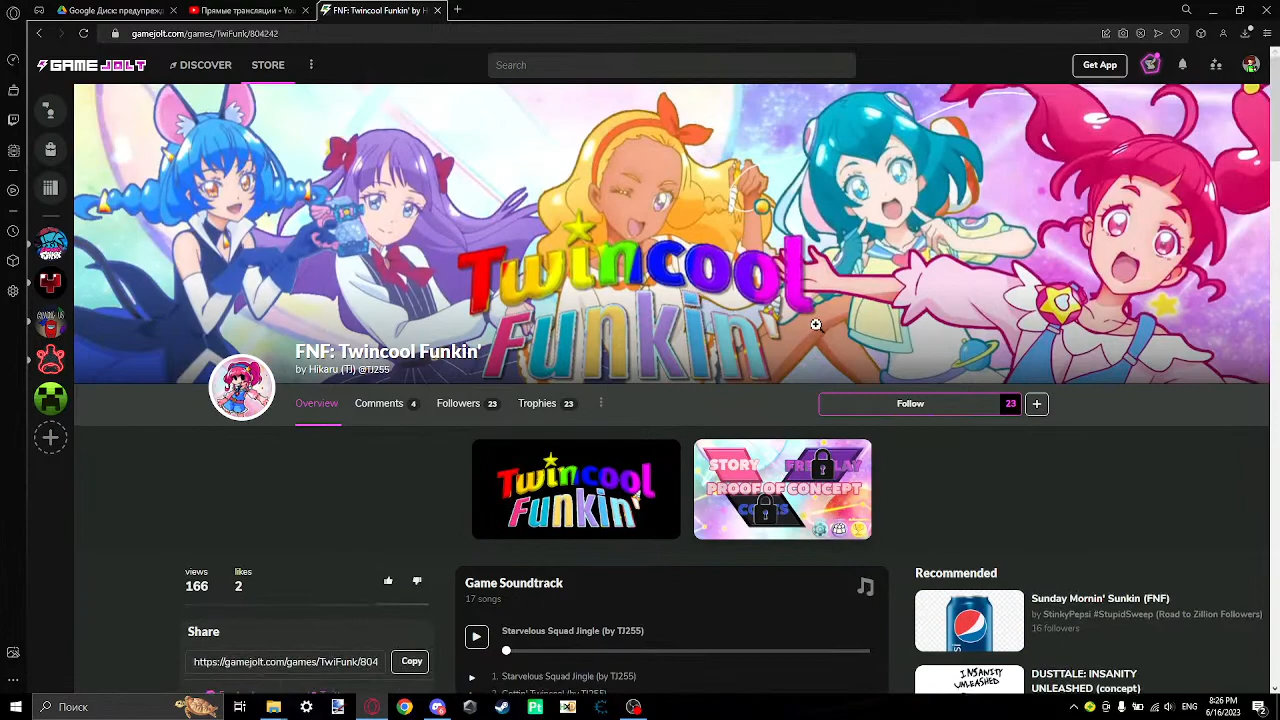 Google Диск: предупрежд
Прямые трансляции - You
FNF: Twincool Funkin' by H
gamejolt.com/games/TwiFunk/804242
GAME JOLT
DISCOVER
STORE
Search
Get App
Twincool
Funkin'
FNF: Twincool Funkin'
by Hikaru (TJ) @TJ255
Overview
Comments 4
Followers 23
Trophies 23
Follow 23
Twincool
Funkin'
STORY
PROOF OF CONCEPT
views
166
likes
2
Share
https://gamejolt.com/games/TwiFunk/804
Copy
Game Soundtrack
17 songs
Starvelous Squad Jingle (by TJ255)
1. Starvelous Squad Jingle (by TJ255)
Recommended
Sunday Mornin' Sunkin (FNF)
by StinkyPepsi #StupidSweep (Road to Zillion Followers)
16 followers
INSANITY
UNLEASHED
DUSTTALE: INSANITY
UNLEASHED (concept)
Поиск
Pt
ENG
8:26 PM
6/16/2023
2